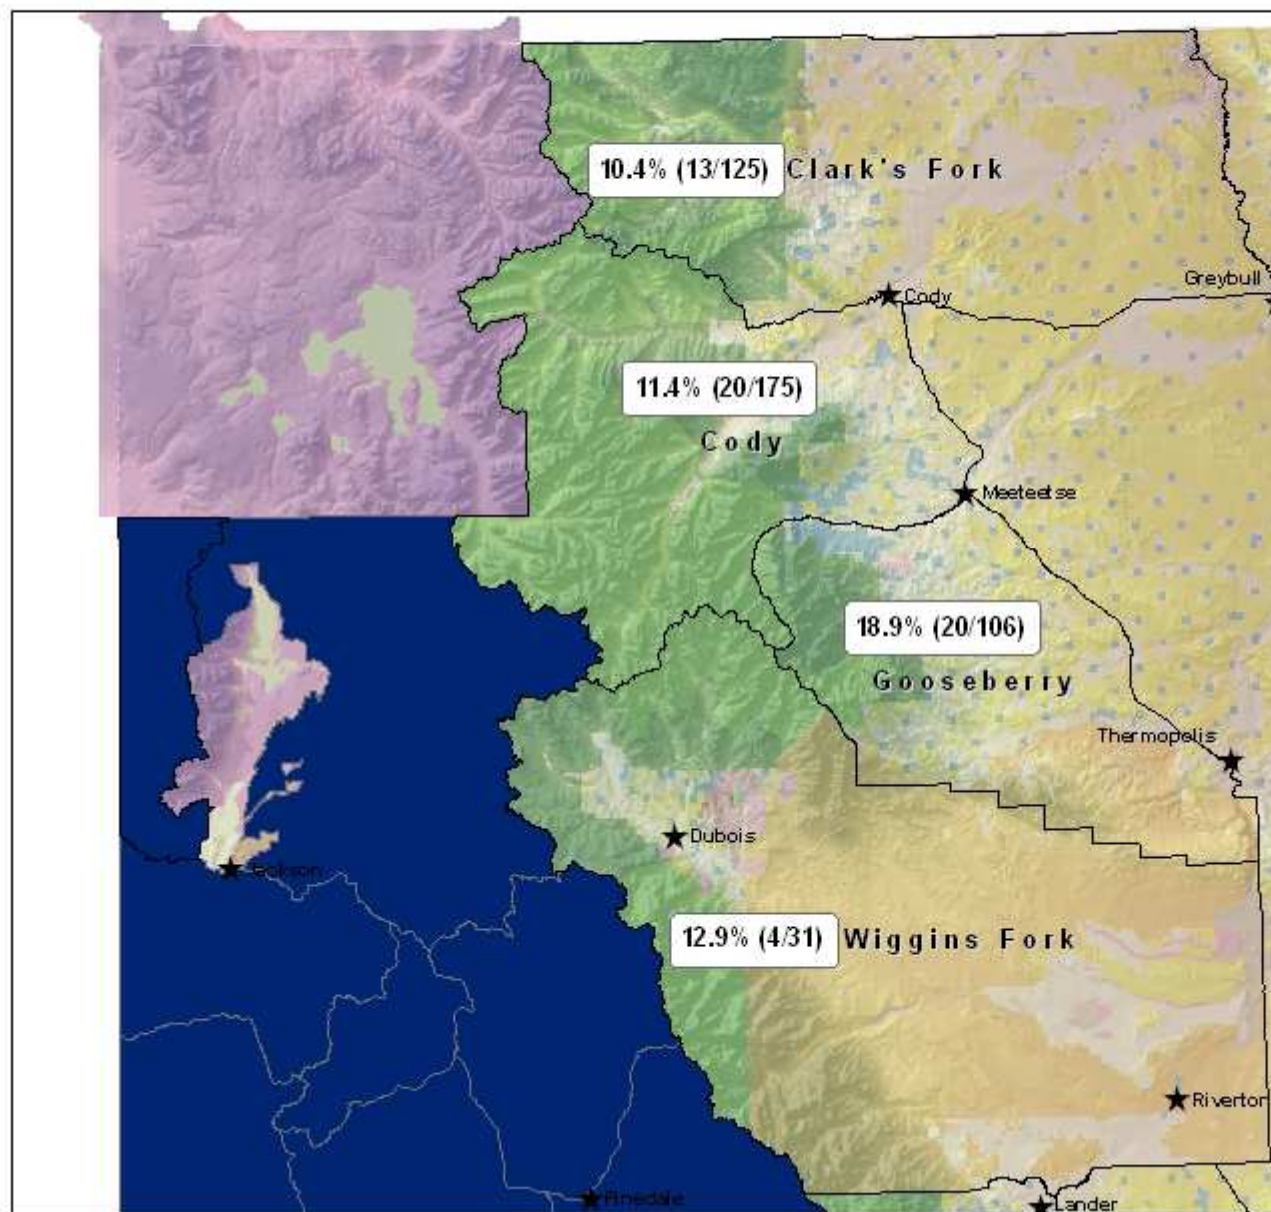 10.4% (13/125) Clark's Fork
Greybull
Cody
11.4% (20/175)
Cody
Meeteetse
18.9% (20/106)
Gooseberry
Thermopolis
Dubois
Jackson
12.9% (4/31) Wiggins Fork
Riverton
Pinedale
Lander